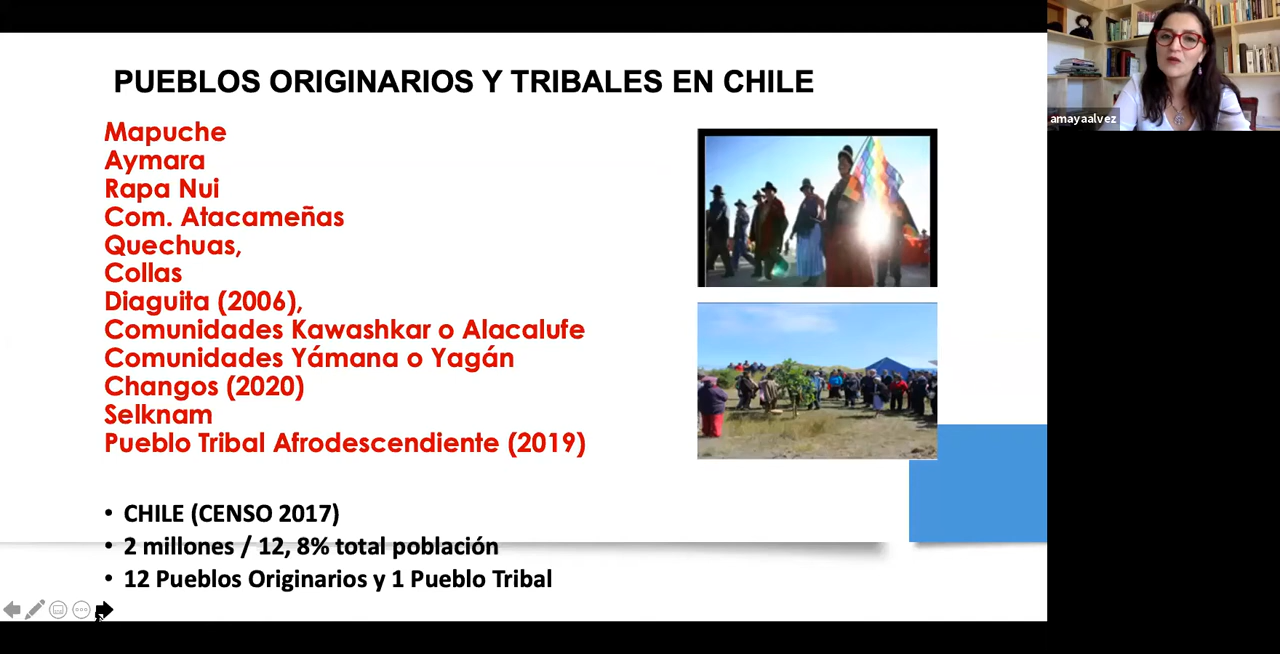 PUEBLOS ORIGINARIOS Y TRIBALES EN CHILE
Mapuche
Aymara
Rapa Nui
Com. Atacameñas
Quechuas,
Collas
Diaguita (2006),
Comunidades Kawashkar o Alacalufe
Comunidades Yámana o Yagán
Changos (2020)
Selknam
Pueblo Tribal Afrodescendiente (2019)
• CHILE (CENSO 2017)
• 2 millones / 12, 8% total población
• 12 Pueblos Originarios y 1 Pueblo Tribal
amayaalvez